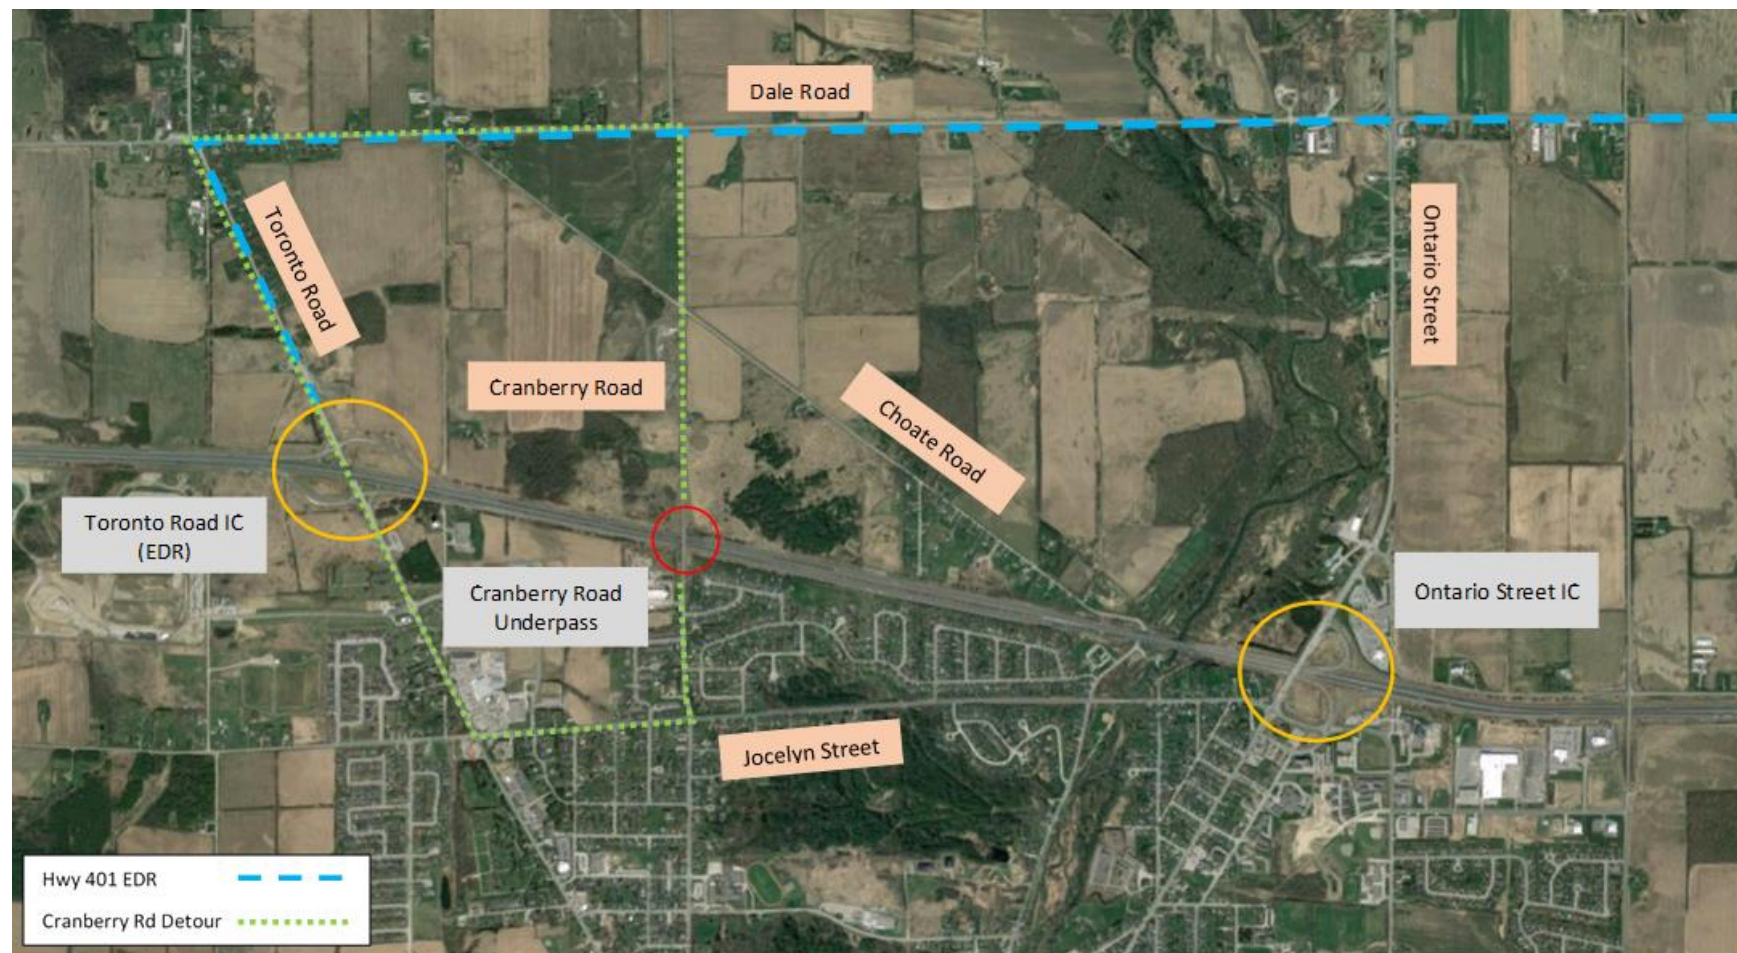 Dale Road
Toronto Road
Ontario Street
Cranberry Road
Choate Road
Toronto Road IC
(EDR)
Cranberry Road
Underpass
Ontario Street IC
Jocelyn Street
Hwy 401 EDR
Cranberry Rd Detour